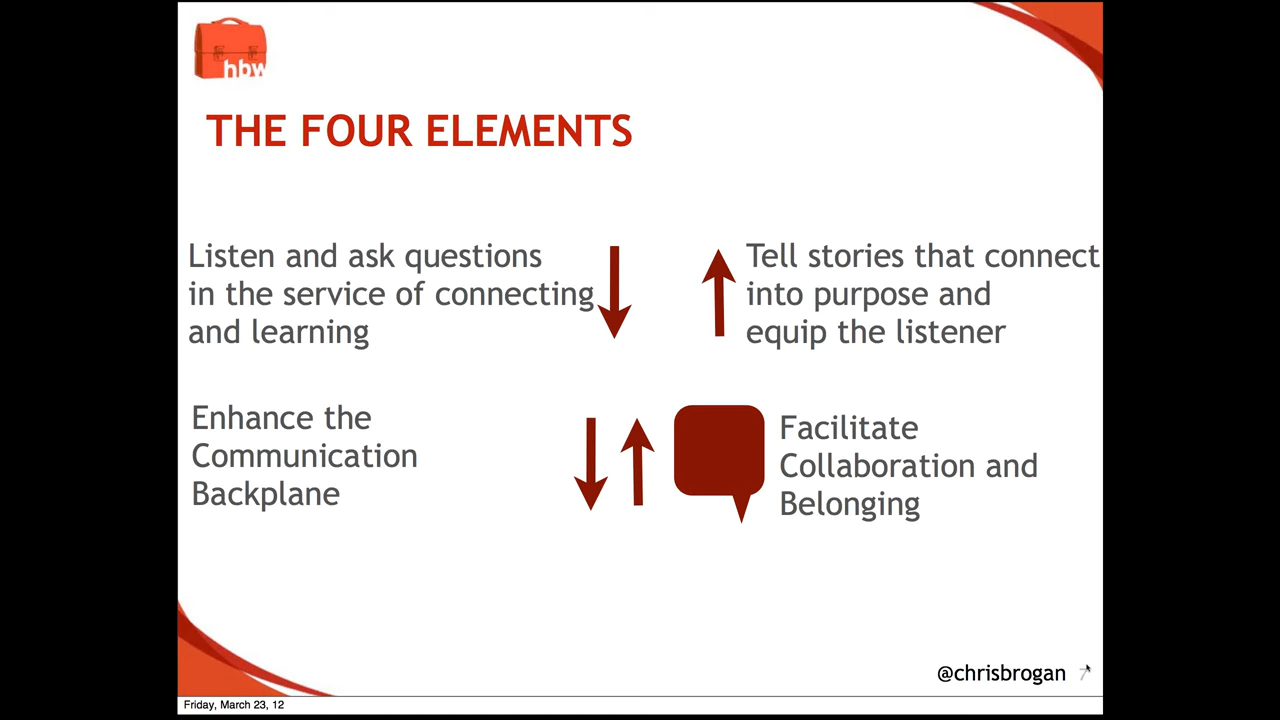 hbw
THE FOUR ELEMENTS
Listen and ask questions
in the service of connecting
and learning
Tell stories that connect
into purpose and
equip the listener
Enhance the
Communication
Backplane
Facilitate
Collaboration and
Belonging
@chrisbrogan 7
Friday, March 23, 12